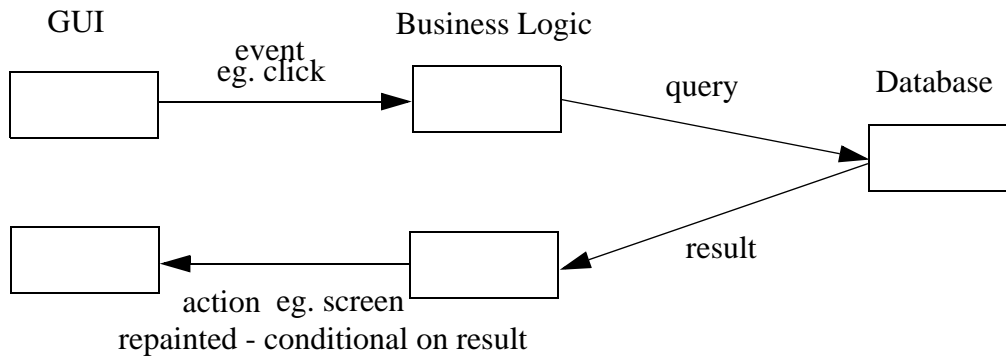 GUI
Business Logic
event
eg. click
query
Database
result
action eg. screen
repainted - conditional on result